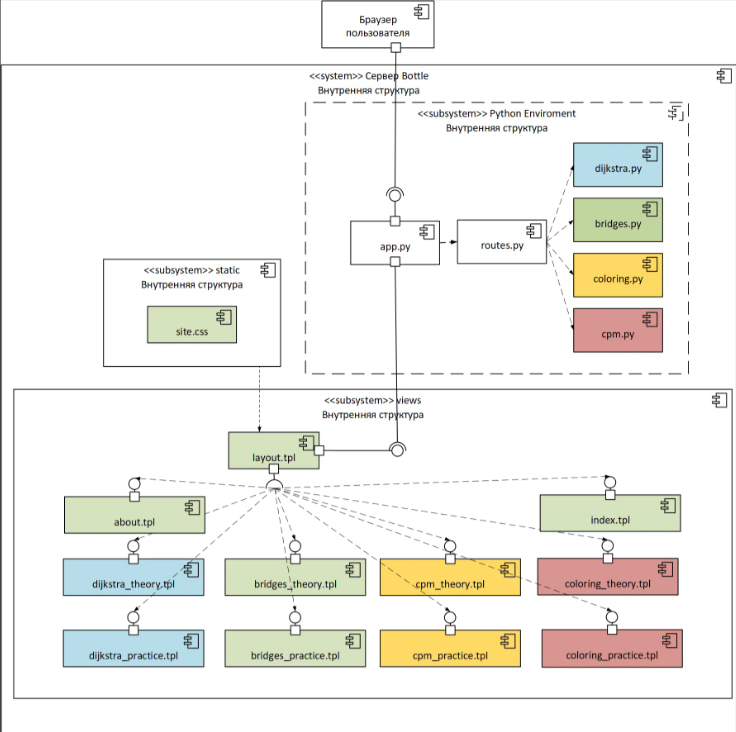 Браузер
пользователя
<<system>> Сервер Bottle
Внутренняя структура
<<subsystem>> Python Enviroment
Внутренняя структура
dijkstra.py
bridges.py
app.py
routes.py
coloring.py
cpm.py
<<subsystem>> static
Внутренняя структура
site.css
<<subsystem>> views
Внутренняя структура
layout.tpl
about.tpl
index.tpl
dijkstra_theory.tpl
bridges_theory.tpl
cpm_theory.tpl
coloring_theory.tpl
dijkstra_practice.tpl
bridges_practice.tpl
cpm_practice.tpl
coloring_practice.tpl